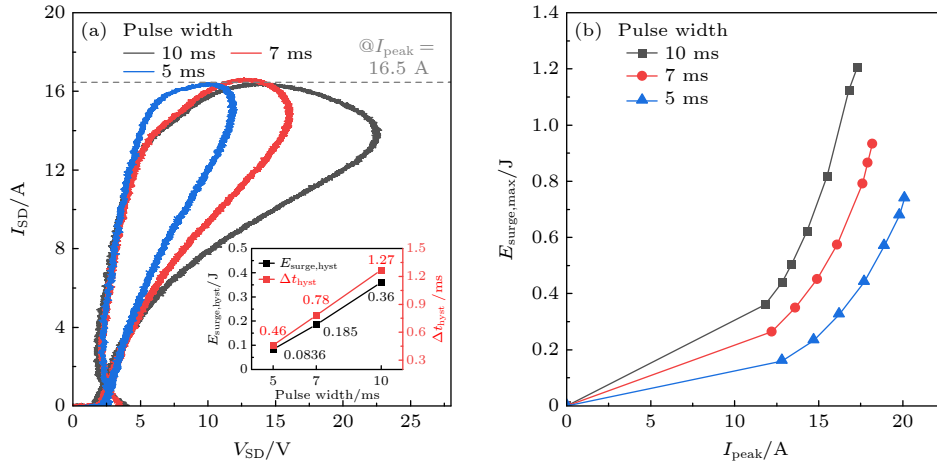 (a) Pulse width
10 ms 7 ms
5 ms
@I_peak =
16.5 A
20
16
12
8
4
0
I_SD/A
0 5 10 15 20 25
V_SD/V
0.5
0.4
0.3
0.2
0.1
0
E_surge,hyst/J
E_surge,hyst
Δt_hyst
1.5
1.2
0.9
0.6
0.3
Δt_hyst /ms
0.46 0.78 1.27
0.0836 0.185 0.36
5 7 10
Pulse width/ms
(b) Pulse width
10 ms
7 ms
5 ms
1.4
1.2
1.0
0.8
0.6
0.4
0.2
0
E_surge,max/J
0 5 10 15 20
I_peak/A